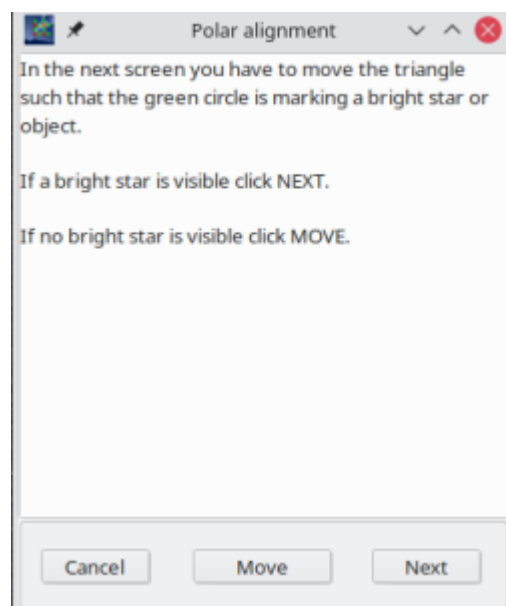 Polar alignment
In the next screen you have to move the triangle
such that the green circle is marking a bright star or
object.
If a bright star is visible click NEXT.
If no bright star is visible click MOVE.
Cancel Move Next